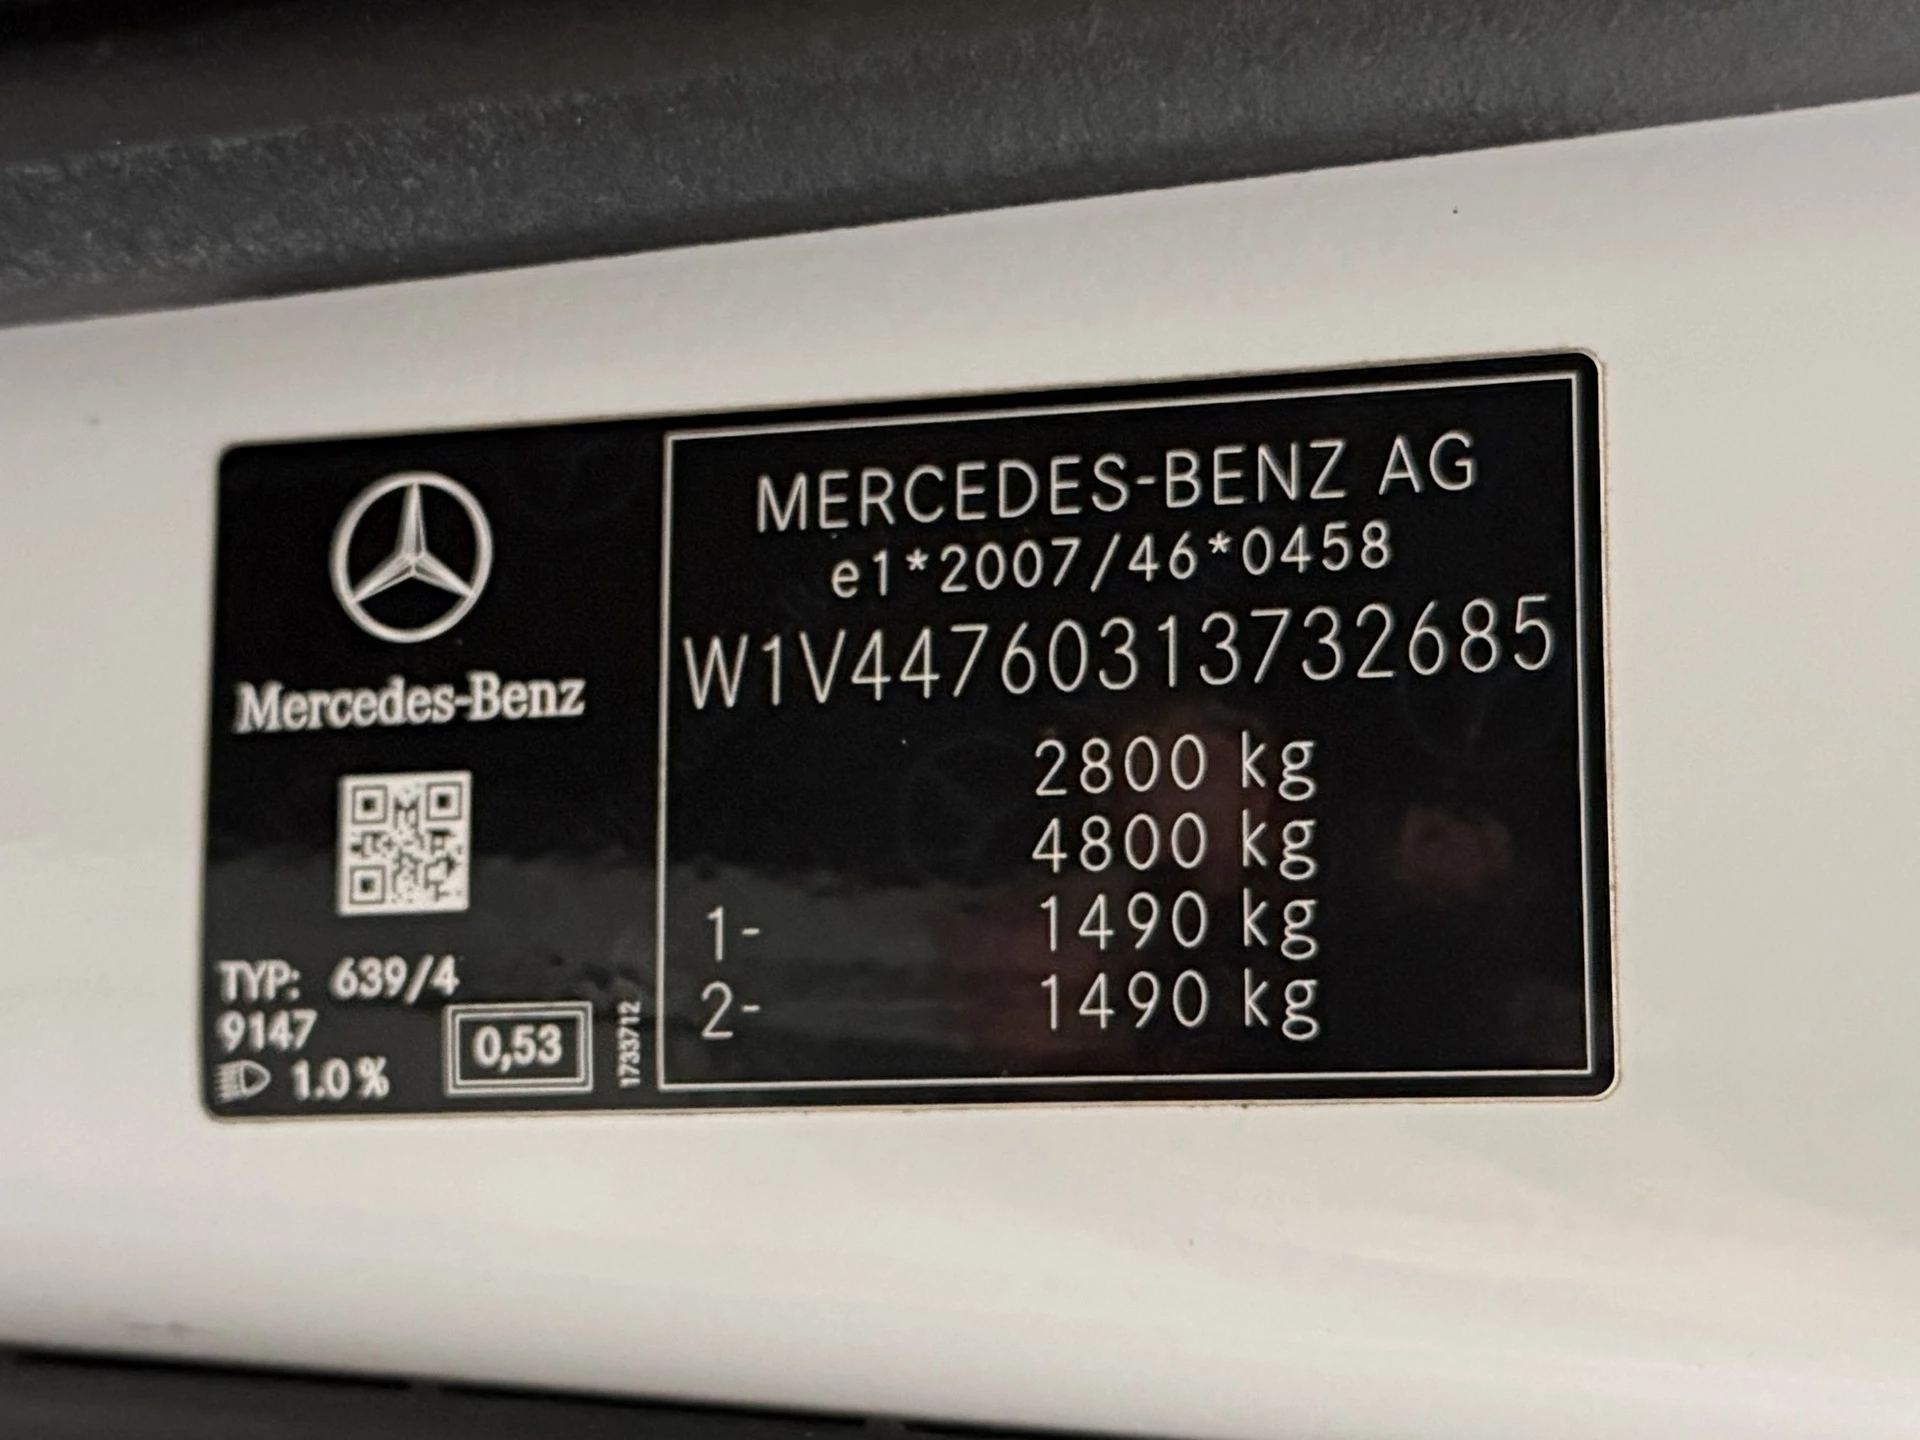 Mercedes-Benz
TYP: 639/4
9147
1.0 %
0,53
1733712
MERCEDES-BENZ AG
e1*2007/46*0458
W1V44760313732685
2800 kg
4800 kg
1- 1490 kg
2- 1490 kg